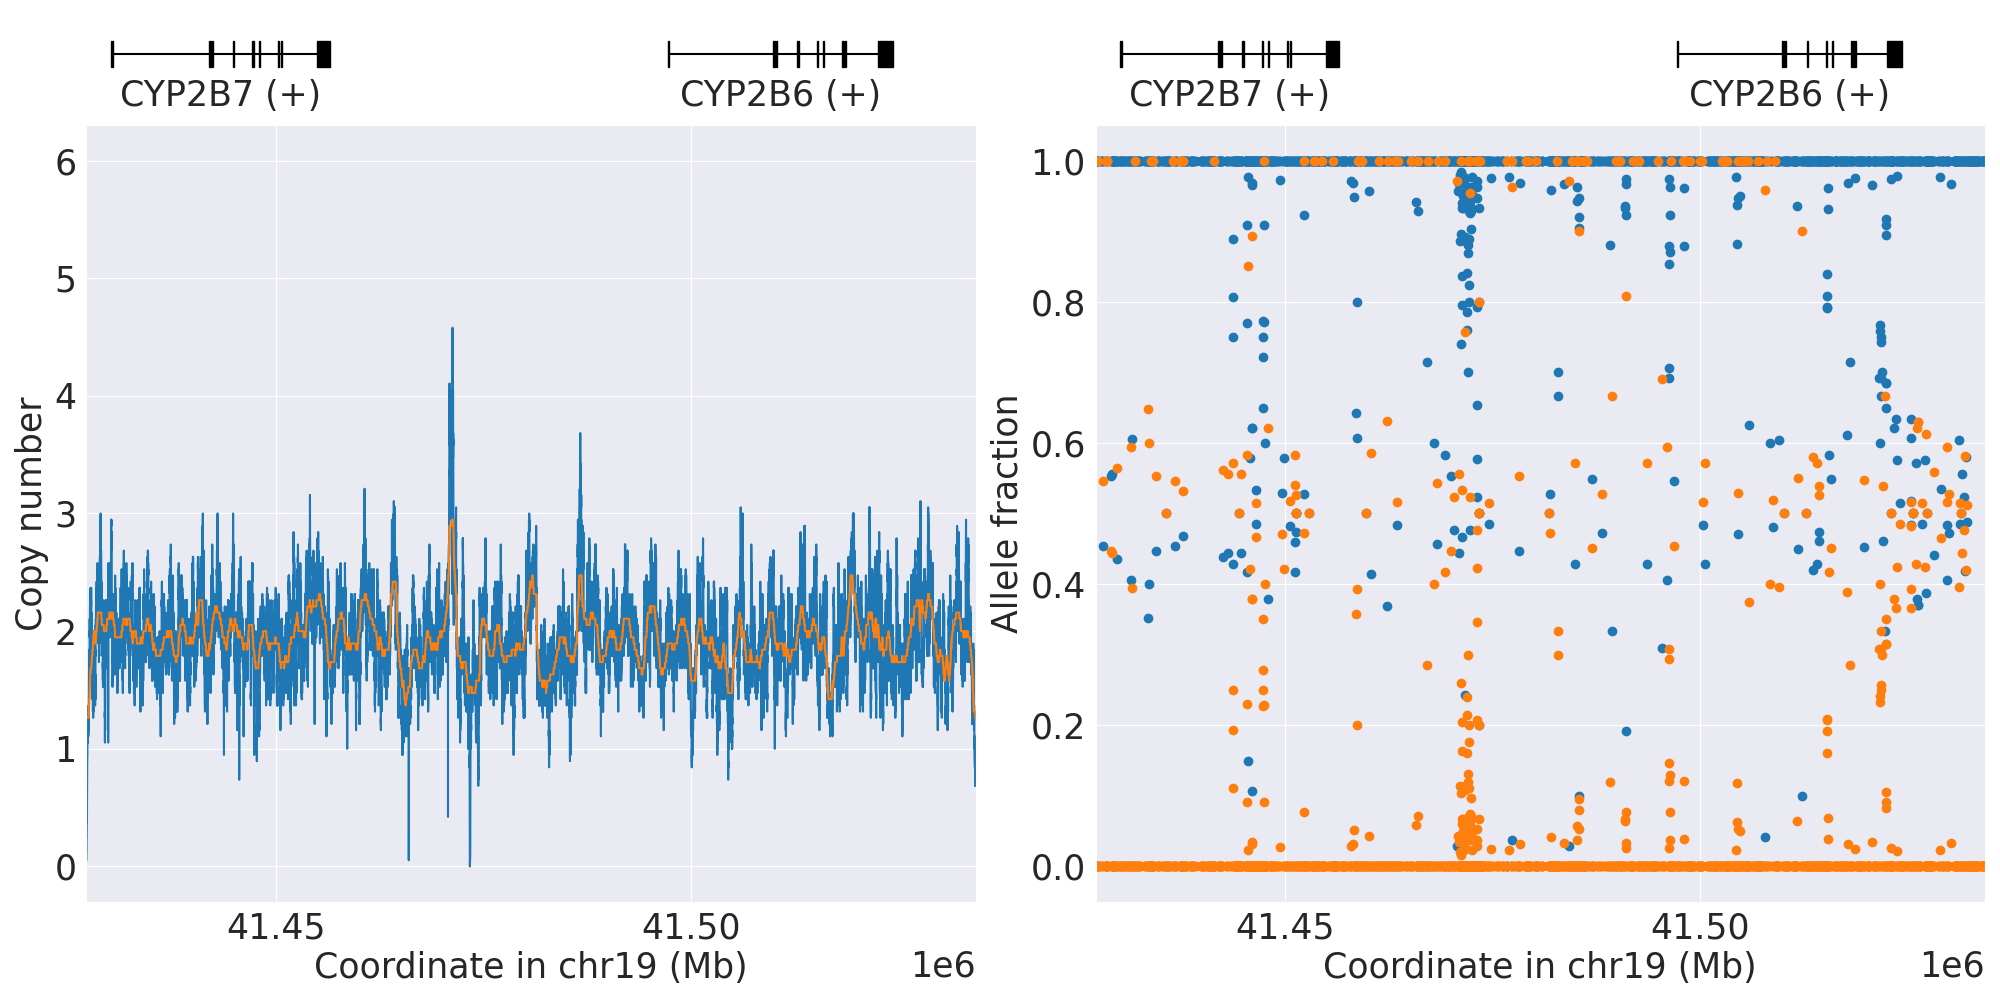 CYP2B7 (+)
CYP2B6 (+)
6
5
4
3
2
1
0
Copy number
41.45
41.50
Coordinate in chr19 (Mb)
1e6
CYP2B7 (+)
CYP2B6 (+)
1.0
0.8
0.6
0.4
0.2
0.0
Allele fraction
41.45
41.50
Coordinate in chr19 (Mb)
1e6